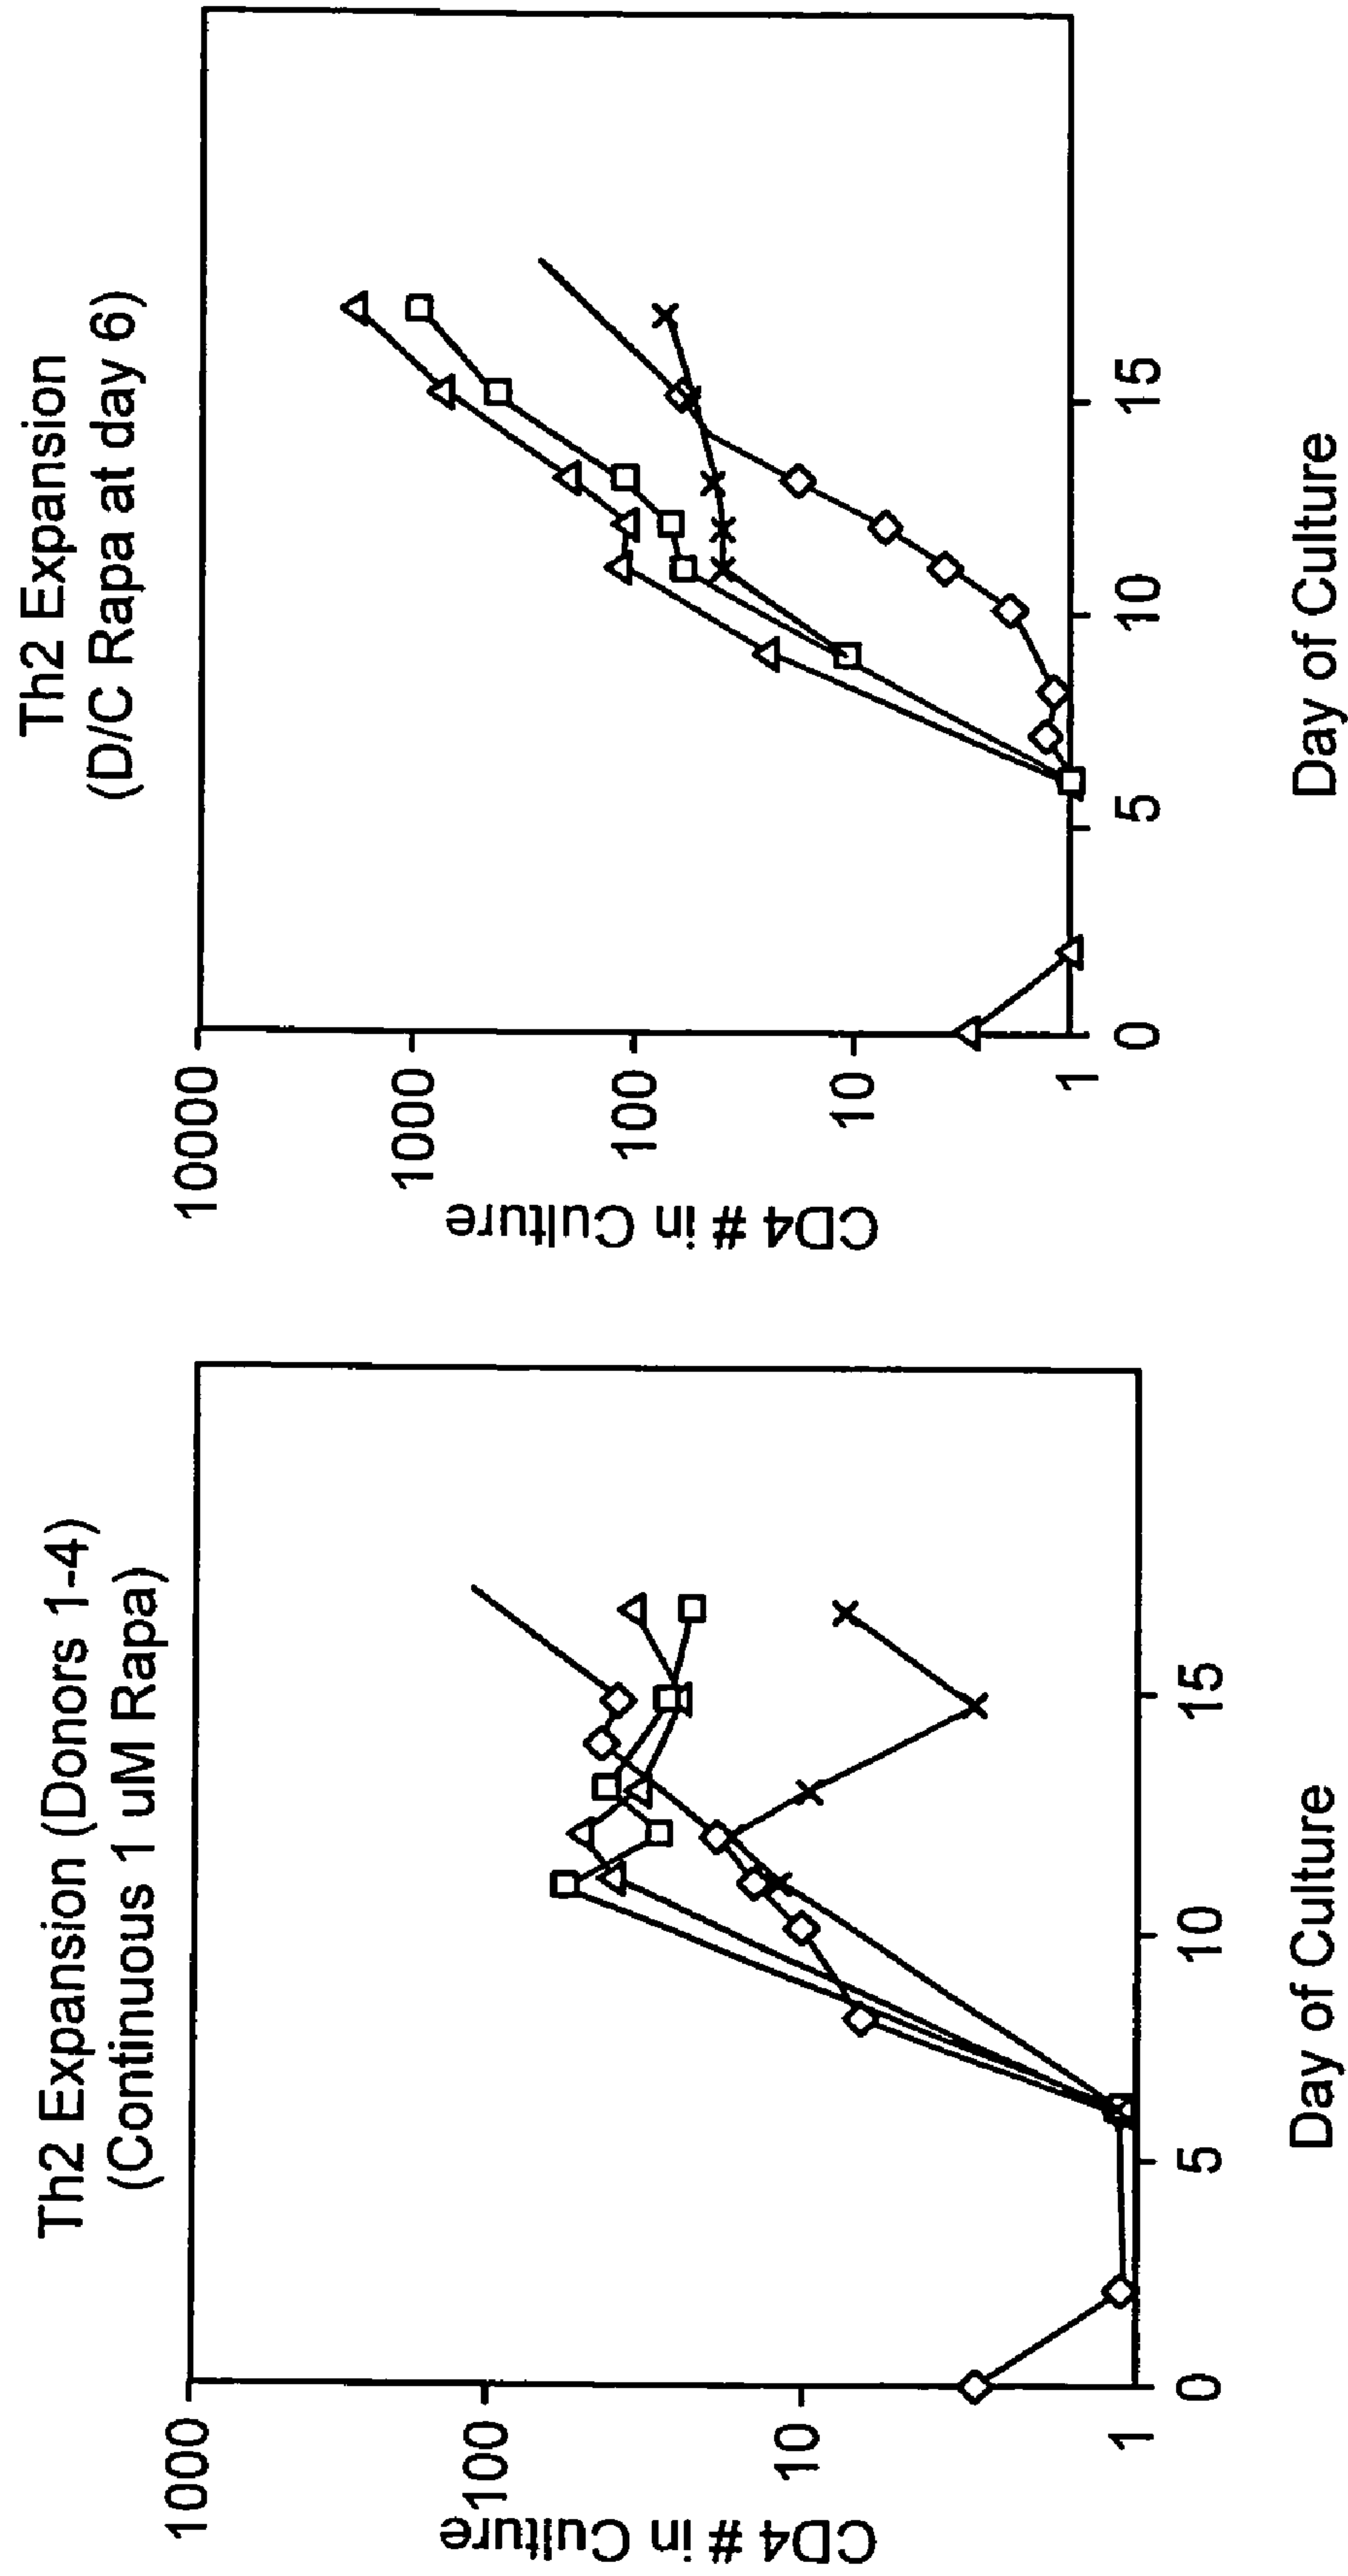 Th2 Expansion (Donors 1-4)
(Continuous 1 uM Rapa)
CD4 # in Culture
1000
100
10
1
0
5
10
15
Day of Culture
Th2 Expansion
(D/C Rapa at day 6)
CD4 # in Culture
10000
1000
100
10
1
0
5
10
15
Day of Culture